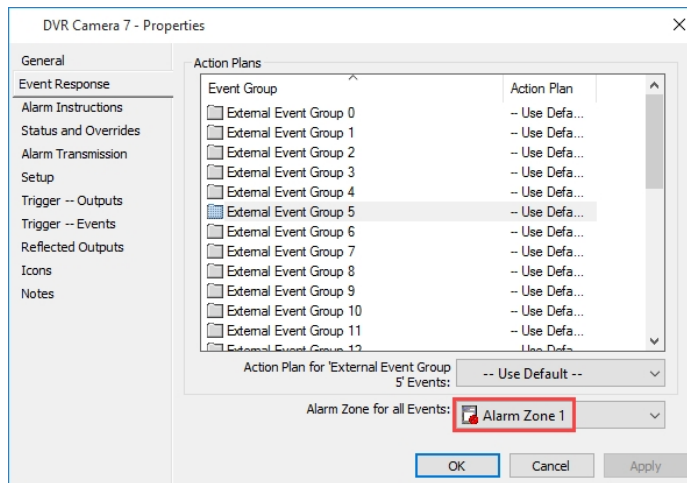 DVR Camera 7 - Properties
General
Event Response
Alarm Instructions
Status and Overrides
Alarm Transmission
Setup
Trigger -- Outputs
Trigger -- Events
Reflected Outputs
Icons
Notes
Action Plans
Event Group Action Plan
External Event Group 0 -- Use Defa...
External Event Group 1 -- Use Defa...
External Event Group 2 -- Use Defa...
External Event Group 3 -- Use Defa...
External Event Group 4 -- Use Defa...
External Event Group 5 -- Use Defa...
External Event Group 6 -- Use Defa...
External Event Group 7 -- Use Defa...
External Event Group 8 -- Use Defa...
External Event Group 9 -- Use Defa...
External Event Group 10 -- Use Defa...
External Event Group 11 -- Use Defa...
External Event Group 12 -- Use Defa...
Action Plan for 'External Event Group
5' Events: -- Use Default --
Alarm Zone for all Events: Alarm Zone 1
OK Cancel Apply